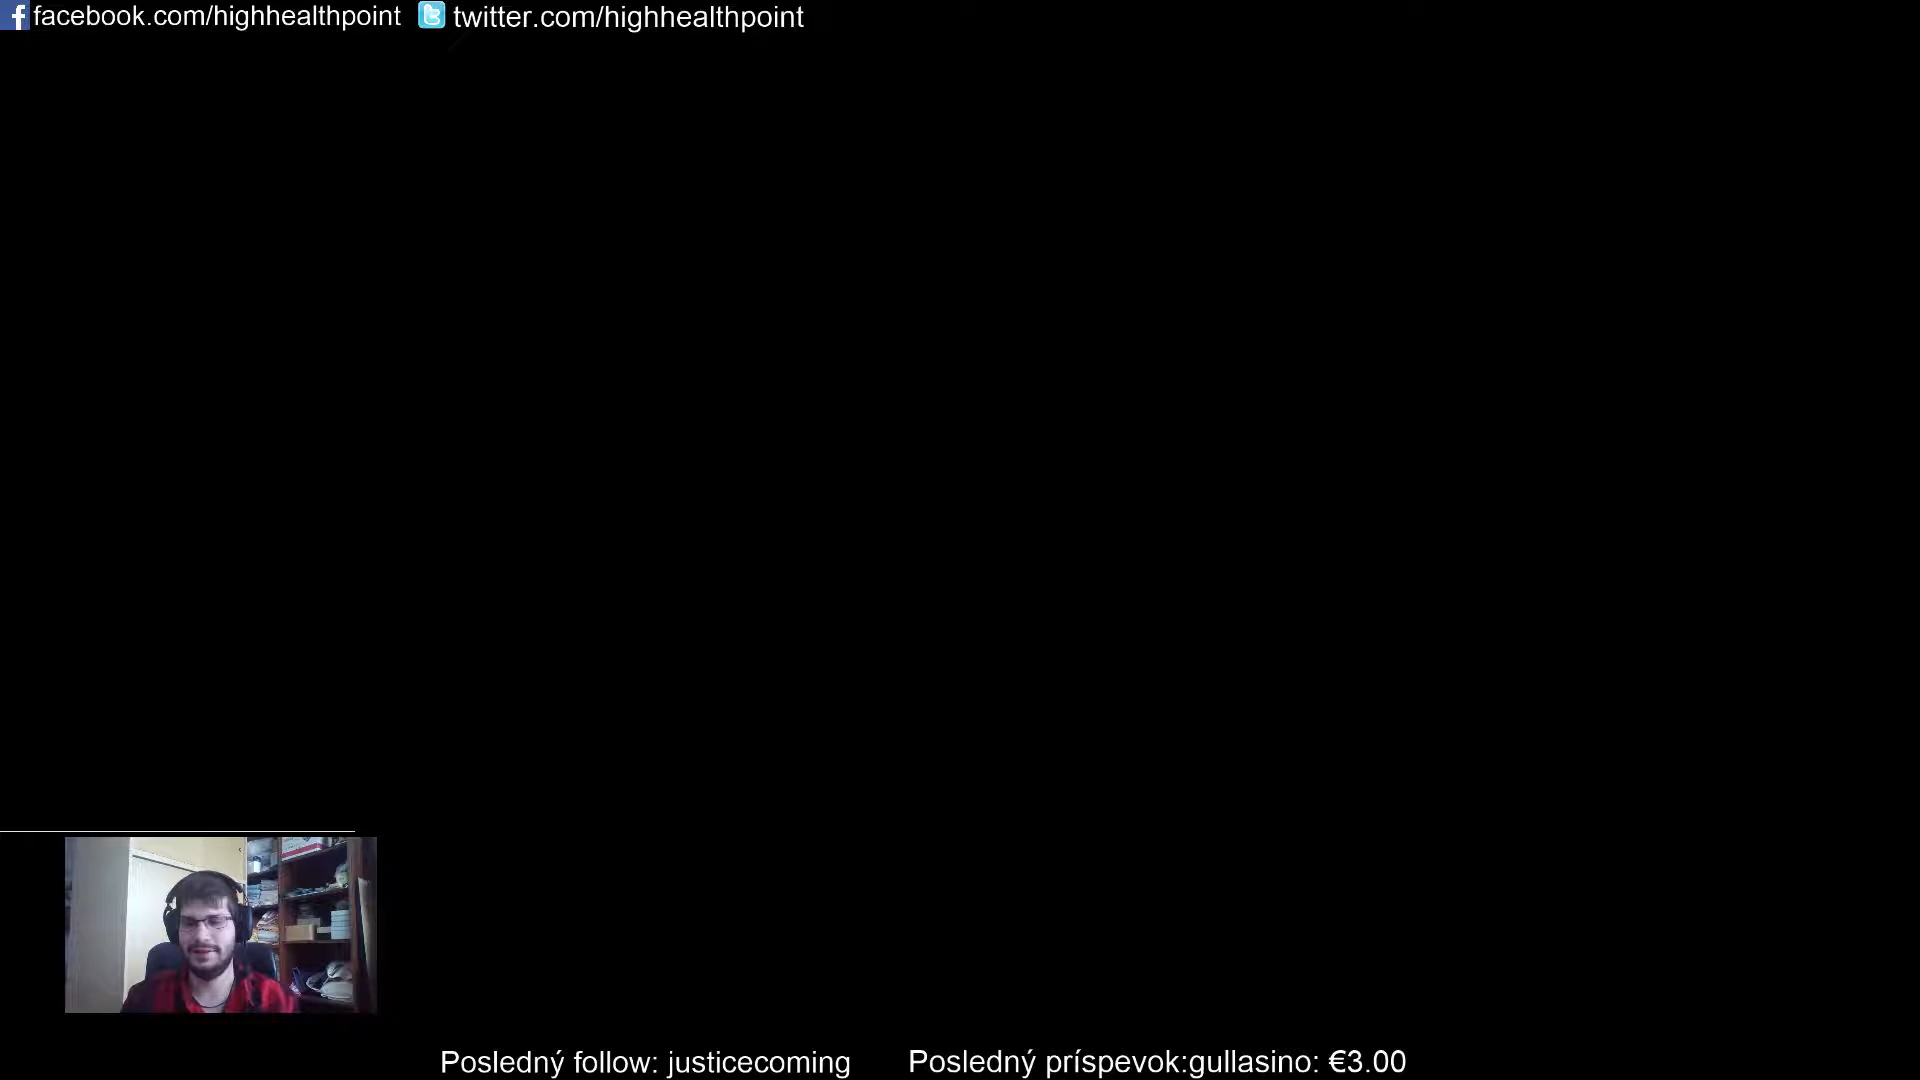 facebook.com/highhealthpoint twitter.com/highhealthpoint
Posledný follow: justicecoming Posledný príspevok:gullasino: €3.00